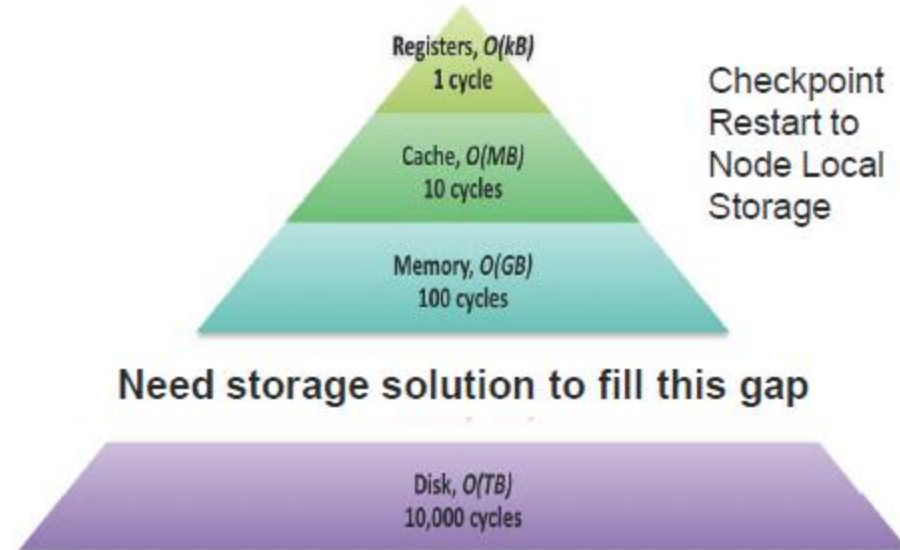 Registers, O(kB)
1 cycle
Cache, O(MB)
10 cycles
Memory, O(GB)
100 cycles
Checkpoint
Restart to
Node Local
Storage
Need storage solution to fill this gap
Disk, O(TB)
10,000 cycles